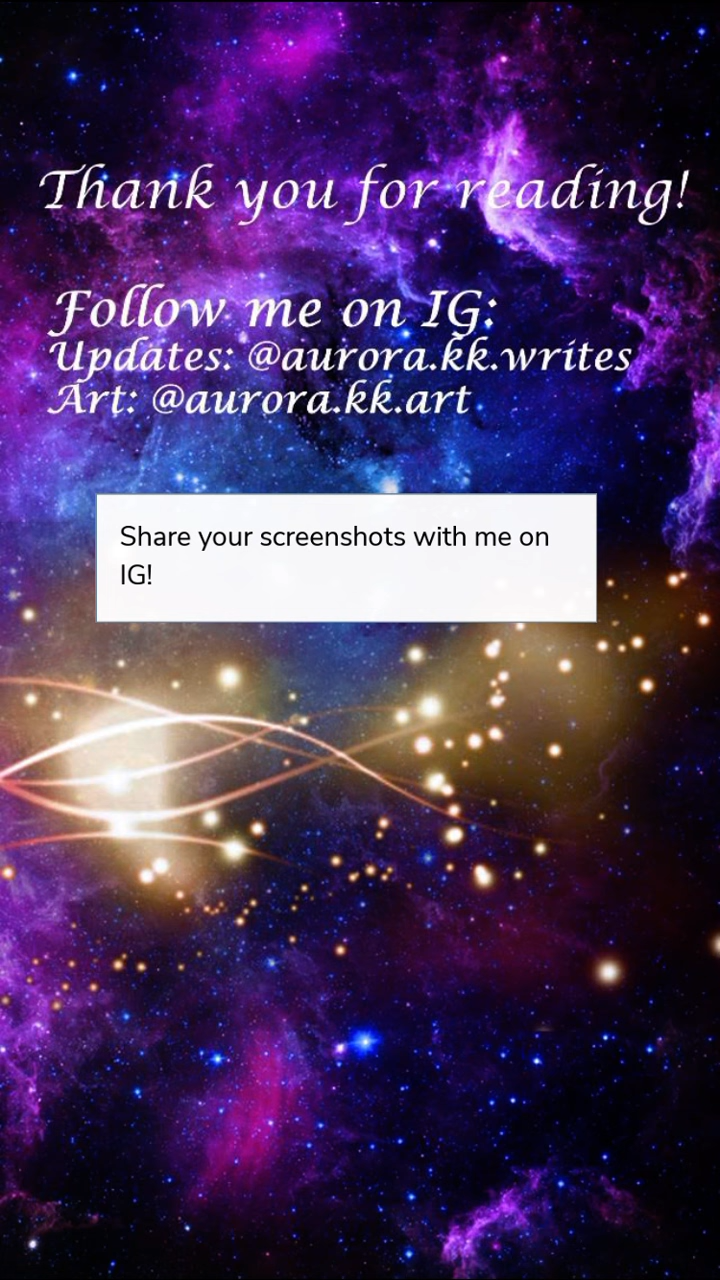 Thank you for reading!
Follow me on IG:
Updates: @aurora.kk.writes
Art: @aurora.kk.art
Share your screenshots with me on
IG!